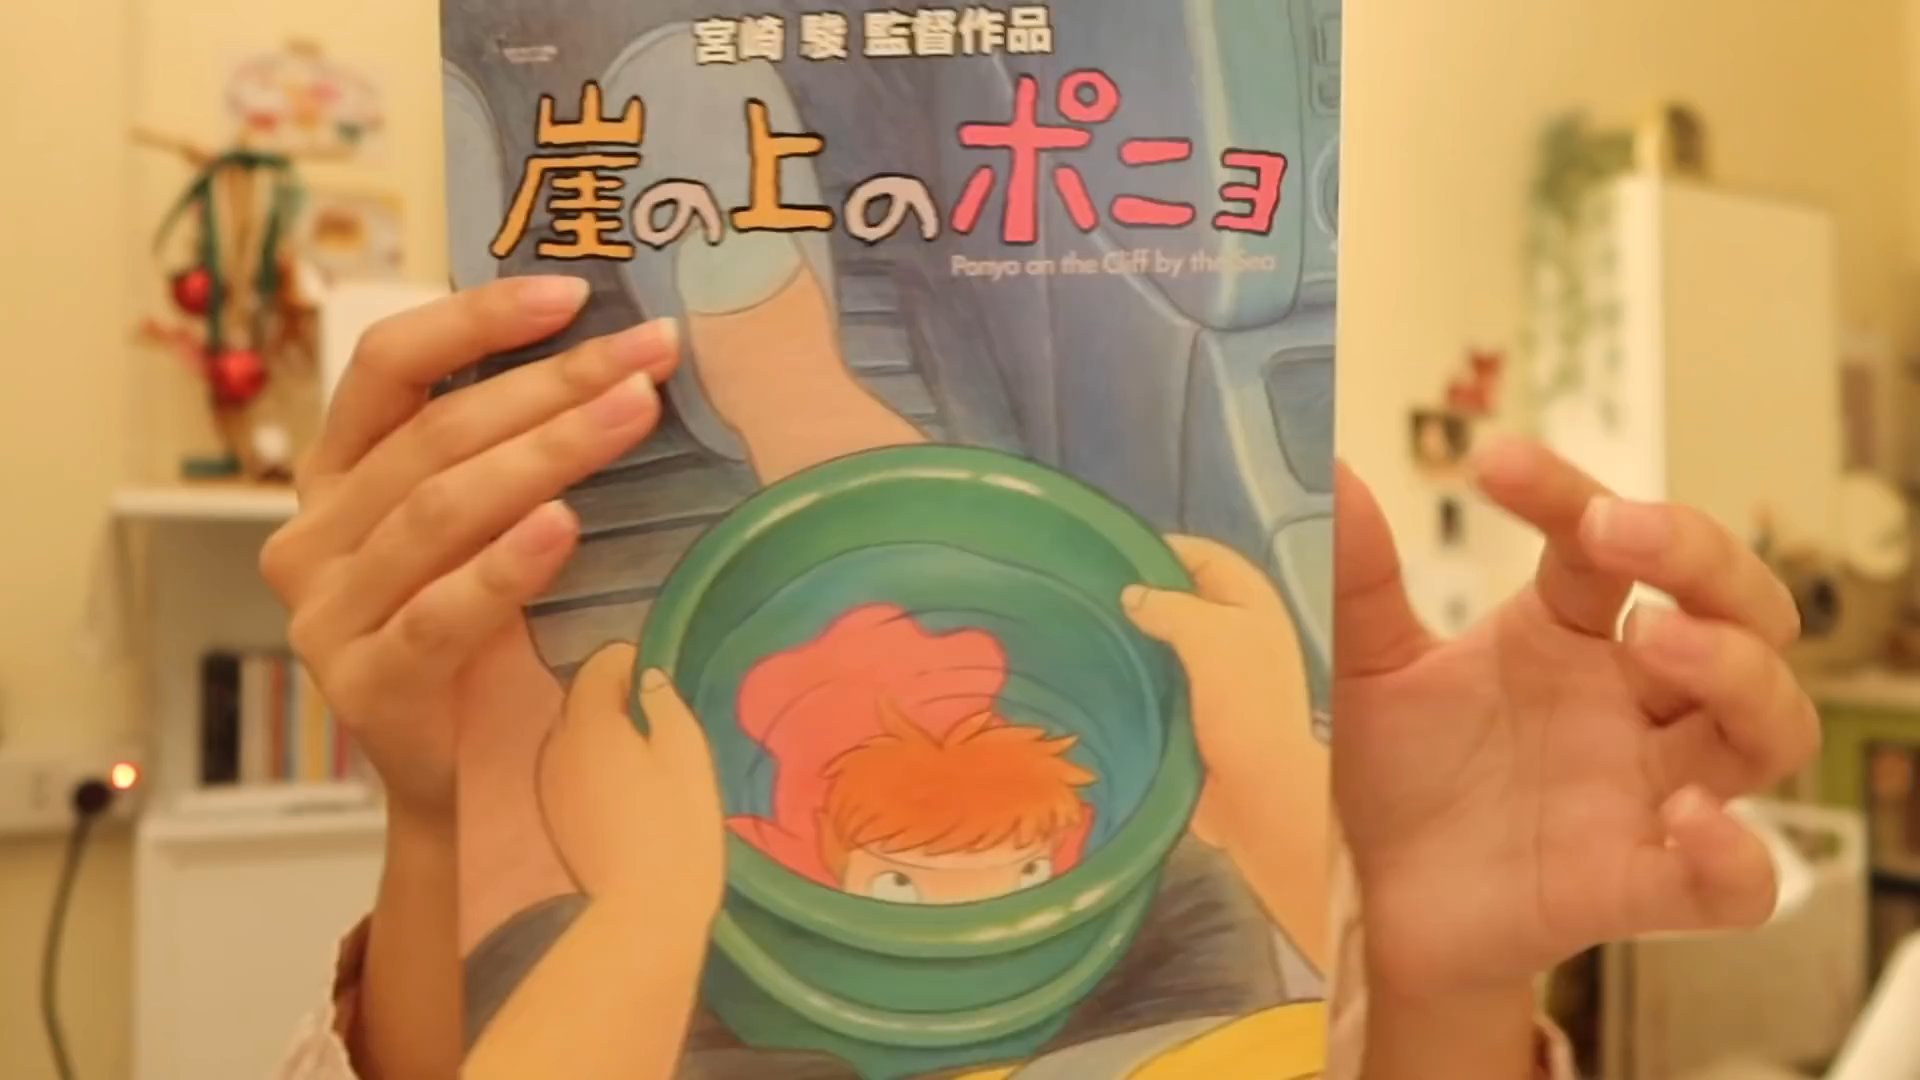 宮崎 駿 監督作品
崖の上のポニョ
Ponyo on the Cliff by the Sea